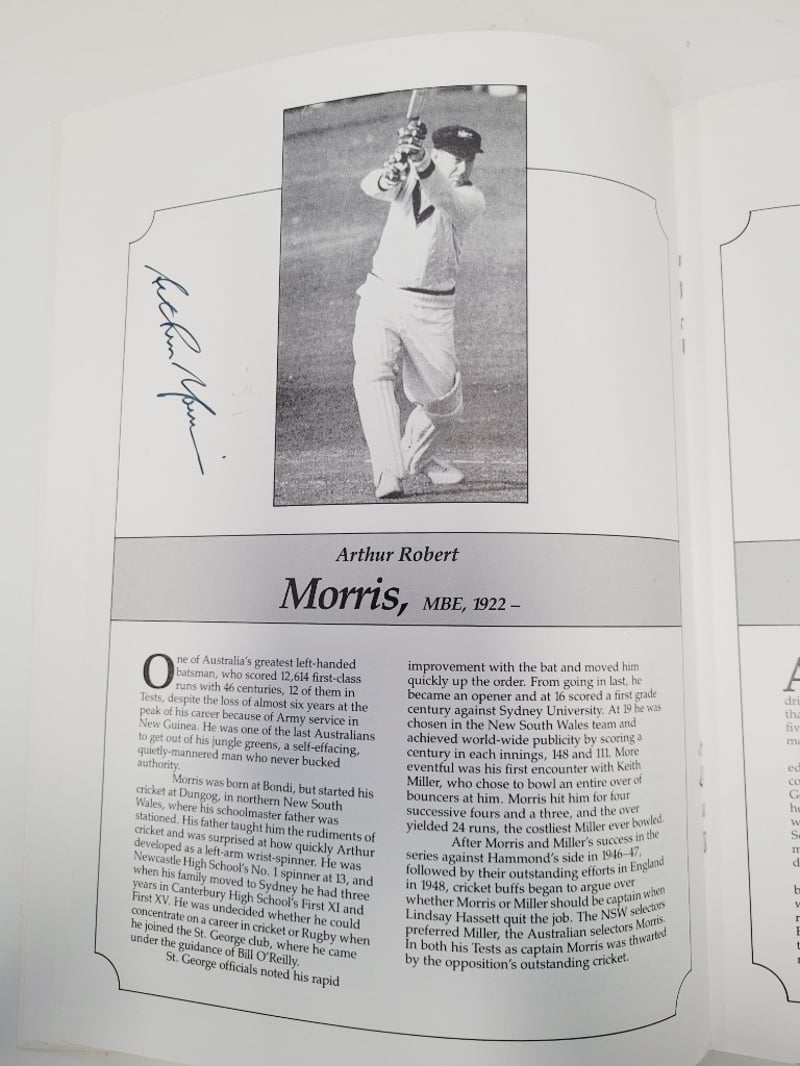 Arthur Morris
Arthur Robert
Morris, MBE, 1922 –
One of Australia's greatest left-handed
batsman, who scored 12,614 first-class
runs with 46 centuries, 12 of them in
Tests, despite the loss of almost six years at the
peak of his career because of Army service in
New Guinea. He was one of the last Australians
to get out of his jungle greens, a self-effacing,
quietly-mannered man who never bucked
authority.
Morris was born at Bondi, but started his
cricket at Dungog, in northern New South
Wales, where his schoolmaster father was
stationed. His father taught him the rudiments of
cricket and was surprised at how quickly Arthur
developed as a left-arm wrist-spinner. He was
Newcastle High School's No. 1 spinner at 13, and
when his family moved to Sydney he had three
years in Canterbury High School's First XI and
First XV. He was undecided whether he could
concentrate on a career in cricket or Rugby when
he joined the St. George club, where he came
under the guidance of Bill O'Reilly.
St. George officials noted his rapid
improvement with the bat and moved him
quickly up the order. From going in last, he
became an opener and at 16 scored a first grade
century against Sydney University. At 19 he was
chosen in the New South Wales team and
achieved world-wide publicity by scoring a
century in each innings, 148 and 111. More
eventful was his first encounter with Keith
Miller, who chose to bowl an entire over of
bouncers at him. Morris hit him for four
successive fours and a three, and the over
yielded 24 runs, the costliest Miller ever bowled.
After Morris and Miller's success in the
series against Hammond's side in 1946–47,
followed by their outstanding efforts in England
in 1948, cricket buffs began to argue over
whether Morris or Miller should be captain when
Lindsay Hassett quit the job. The NSW selectors
preferred Miller, the Australian selectors Morris.
In both his Tests as captain Morris was thwarted
by the opposition's outstanding cricket.